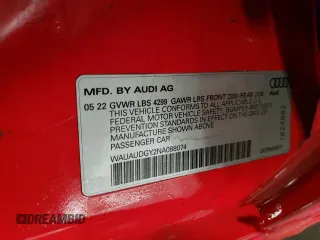 MFD. BY AUDI AG
05 22 GVWR LBS 4299 GAWR LBS FRONT REAR
THIS VEHICLE CONFORMS TO ALL APPLICABLE U.S.
FEDERAL MOTOR VEHICLE SAFETY, BUMPER AND THEFT
PREVENTION STANDARDS IN EFFECT ON THE DATE OF
MANUFACTURE SHOWN ABOVE.
PASSENGER CAR
WAUAUDGY2NA088074
Audi
DREAMBID